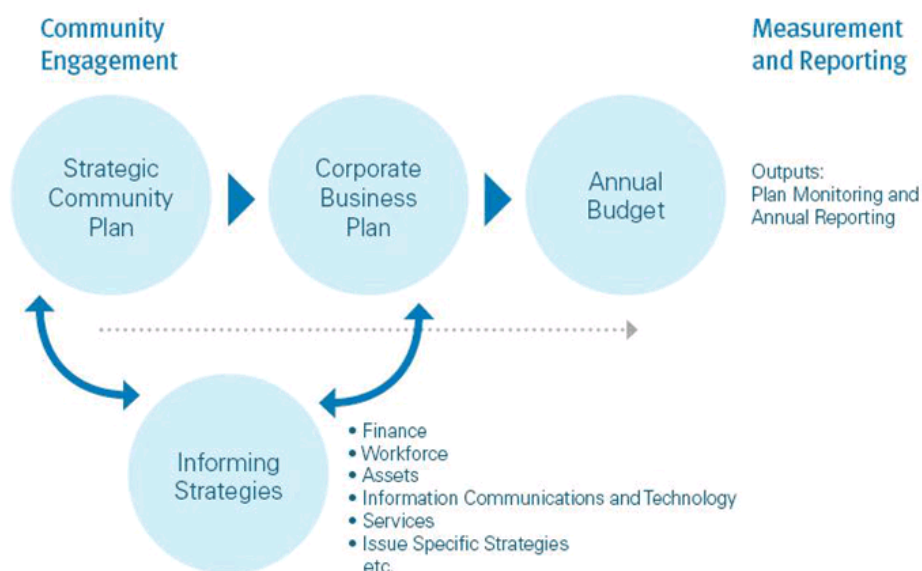 Community
Engagement
Measurement
and Reporting
Strategic
Community
Plan
Corporate
Business
Plan
Annual
Budget
Outputs:
Plan Monitoring and
Annual Reporting
Informing
Strategies
• Finance
• Workforce
• Assets
• Information Communications and Technology
• Services
• Issue Specific Strategies
etc.